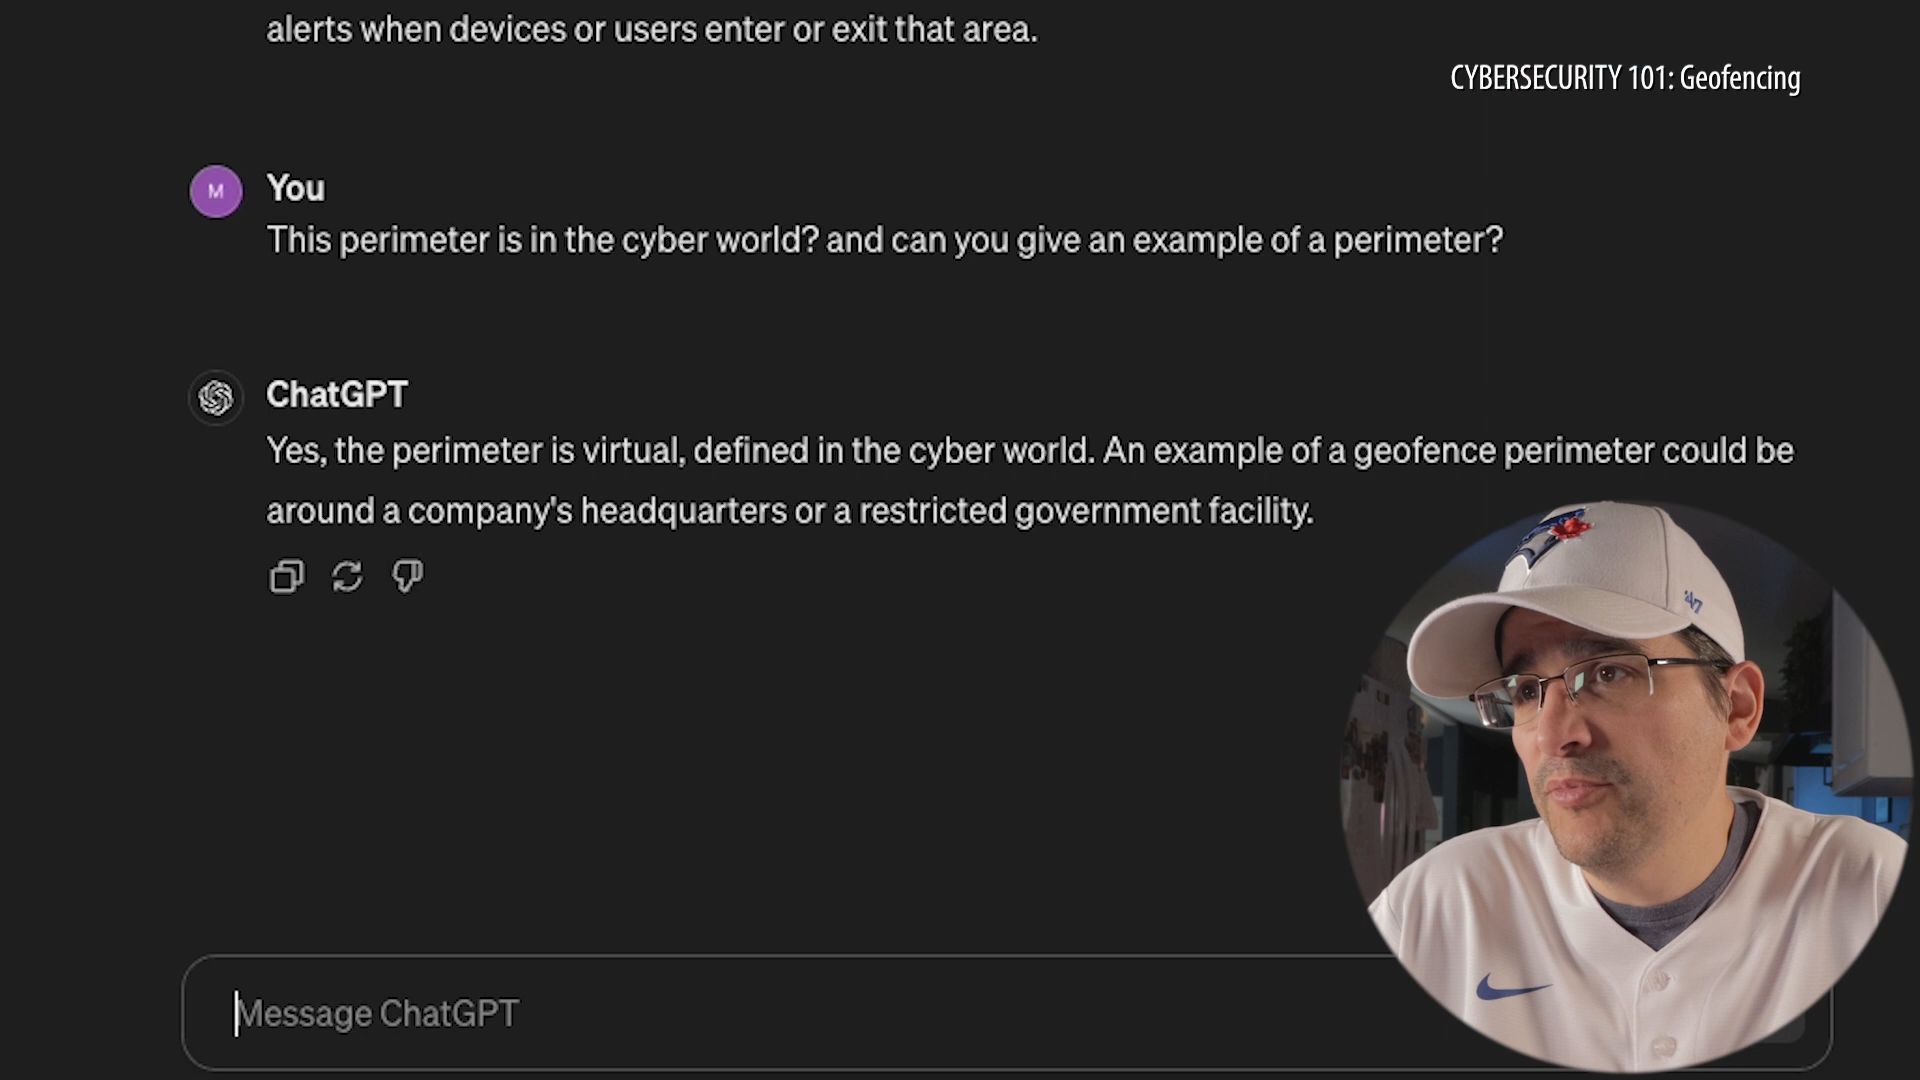 alerts when devices or users enter or exit that area.
CYBERSECURITY 101: Geofencing
M
You
This perimeter is in the cyber world? and can you give an example of a perimeter?
ChatGPT
Yes, the perimeter is virtual, defined in the cyber world. An example of a geofence perimeter could be
around a company's headquarters or a restricted government facility.
'47
Message ChatGPT